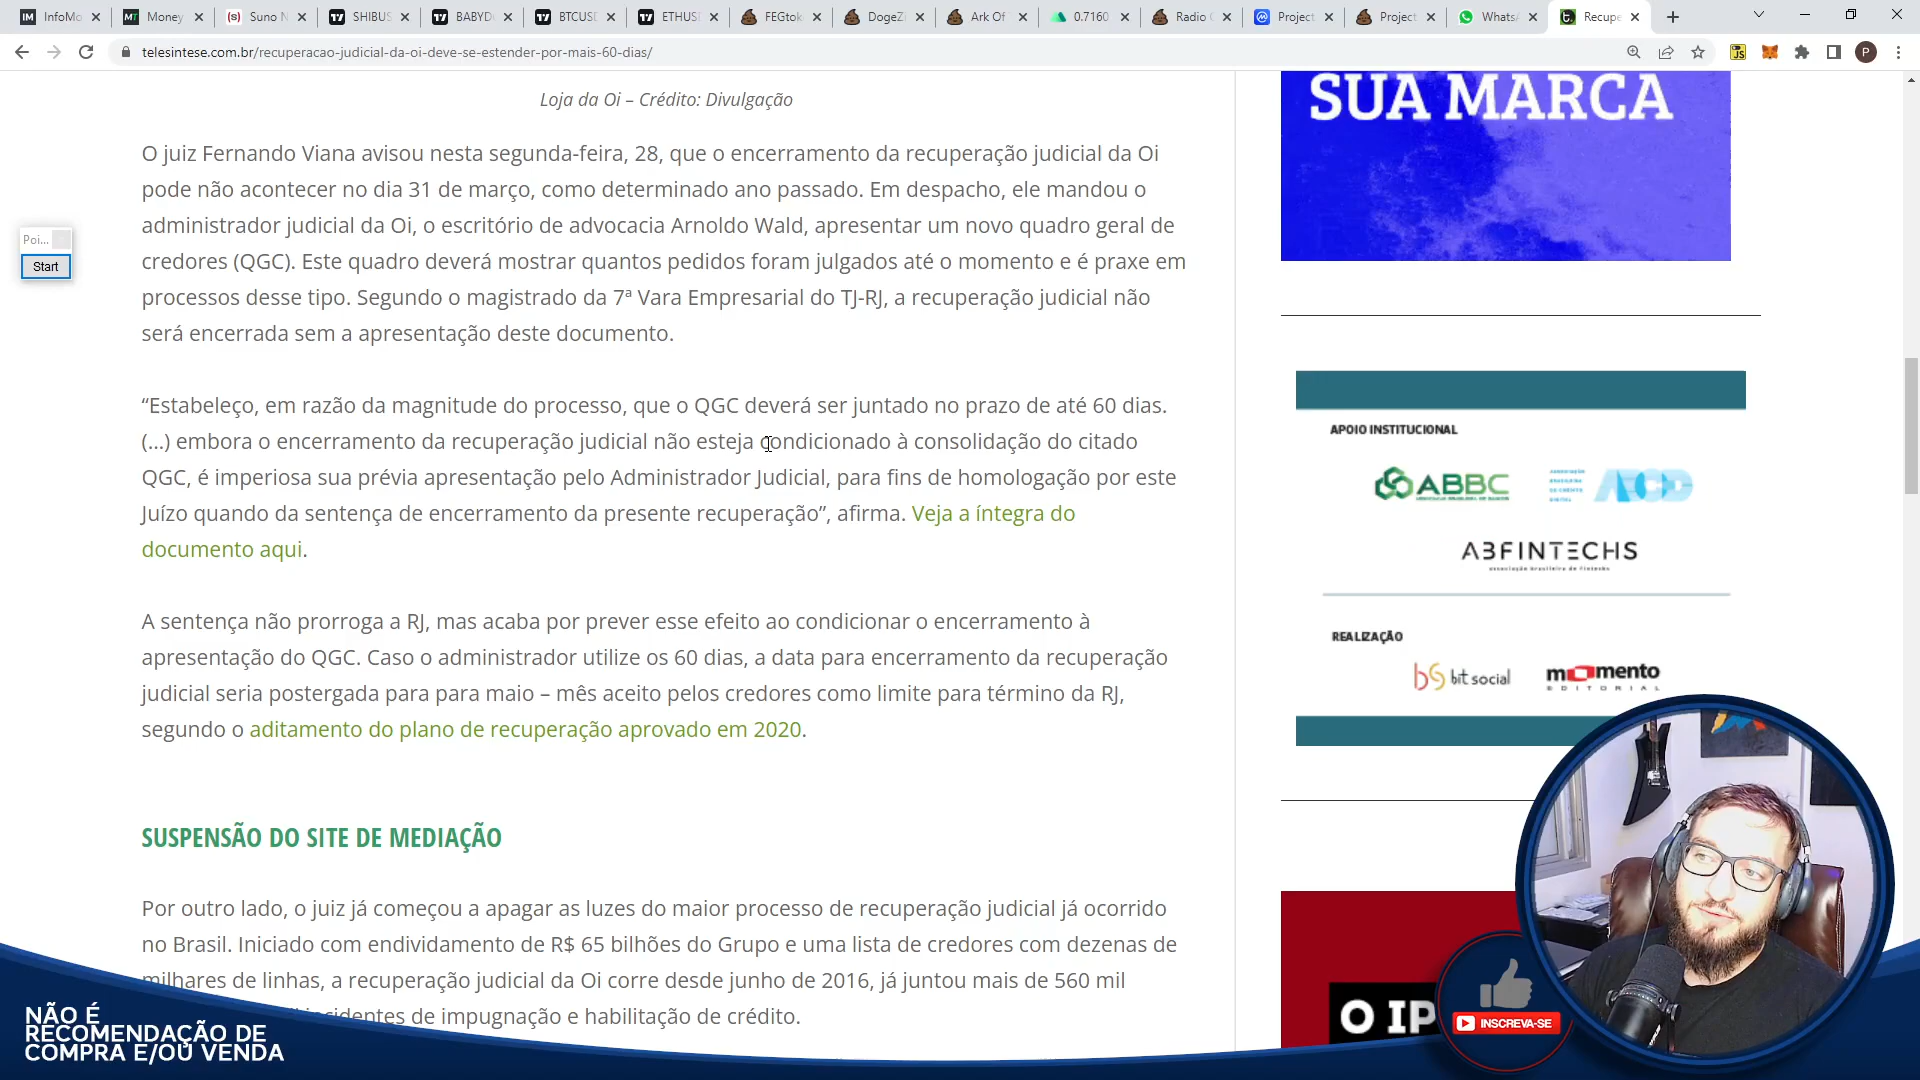 InfoMo
Money
Suno N
SHIBUS
BABYD
BTCUSD
ETHUSD
FEGtok
DogeZi
Ark Of
0.7160
Radio
Project
Project
WhatsA
Recupe
telesintese.com.br/recuperacao-judicial-da-oi-deve-se-estender-por-mais-60-dias/
Loja da Oi – Crédito: Divulgação
O juiz Fernando Viana avisou nesta segunda-feira, 28, que o encerramento da recuperação judicial da Oi
pode não acontecer no dia 31 de março, como determinado ano passado. Em despacho, ele mandou o
administrador judicial da Oi, o escritório de advocacia Arnoldo Wald, apresentar um novo quadro geral de
credores (QGC). Este quadro deverá mostrar quantos pedidos foram julgados até o momento e é praxe em
processos desse tipo. Segundo o magistrado da 7ª Vara Empresarial do TJ-RJ, a recuperação judicial não
será encerrada sem a apresentação deste documento.
“Estabeleço, em razão da magnitude do processo, que o QGC deverá ser juntado no prazo de até 60 dias.
(…) embora o encerramento da recuperação judicial não esteja condicionado à consolidação do citado
QGC, é imperiosa sua prévia apresentação pelo Administrador Judicial, para fins de homologação por este
Juízo quando da sentença de encerramento da presente recuperação”, afirma. Veja a íntegra do
documento aqui.
A sentença não prorroga a RJ, mas acaba por prever esse efeito ao condicionar o encerramento à
apresentação do QGC. Caso o administrador utilize os 60 dias, a data para encerramento da recuperação
judicial seria postergada para para maio – mês aceito pelos credores como limite para término da RJ,
segundo o aditamento do plano de recuperação aprovado em 2020.
SUSPENSÃO DO SITE DE MEDIAÇÃO
Por outro lado, o juiz já começou a apagar as luzes do maior processo de recuperação judicial já ocorrido
no Brasil. Iniciado com endividamento de R$ 65 bilhões do Grupo e uma lista de credores com dezenas de
milhares de linhas, a recuperação judicial da Oi corre desde junho de 2016, já juntou mais de 560 mil
incidentes de impugnação e habilitação de crédito.
Poi...
Start
SUA MARCA
APOIO INSTITUCIONAL
ABBC
ABCD
ABFINTECHS
REALIZAÇÃO
bs bit social
momento
EDITORIAL
O IP
INSCREVA-SE
NÃO É
RECOMENDAÇÃO DE
COMPRA E/OU VENDA